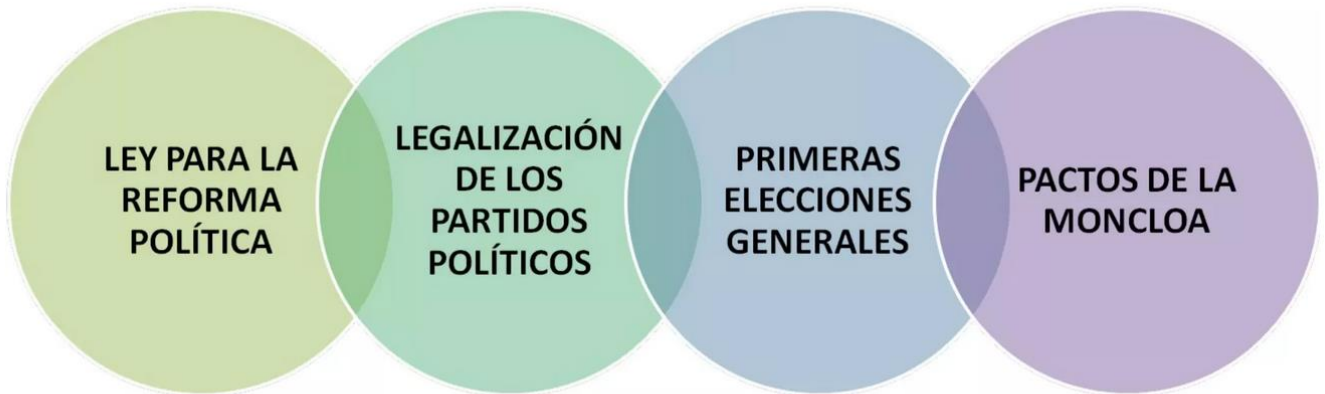 LEY PARA LA
REFORMA
POLÍTICA
LEGALIZACIÓN
DE LOS
PARTIDOS
POLÍTICOS
PRIMERAS
ELECCIONES
GENERALES
PACTOS DE LA
MONCLOA